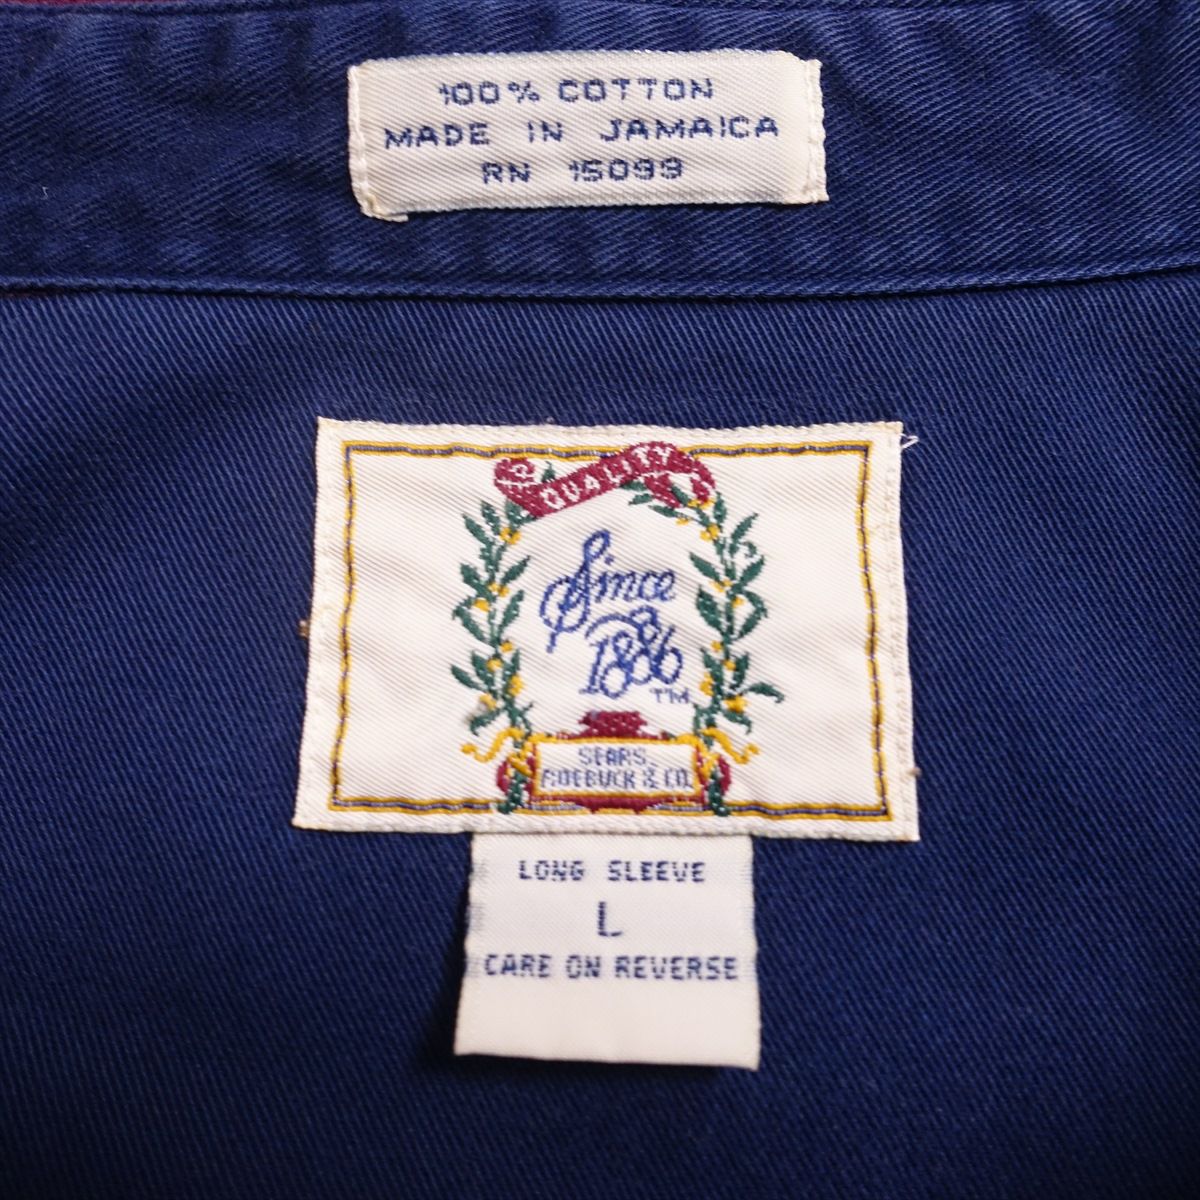 100% COTTON
MADE IN JAMAICA
RN 15099
QUALITY
Since
1886
TM
SEARS,
ROEBUCK & CO.
LONG SLEEVE
L
CARE ON REVERSE